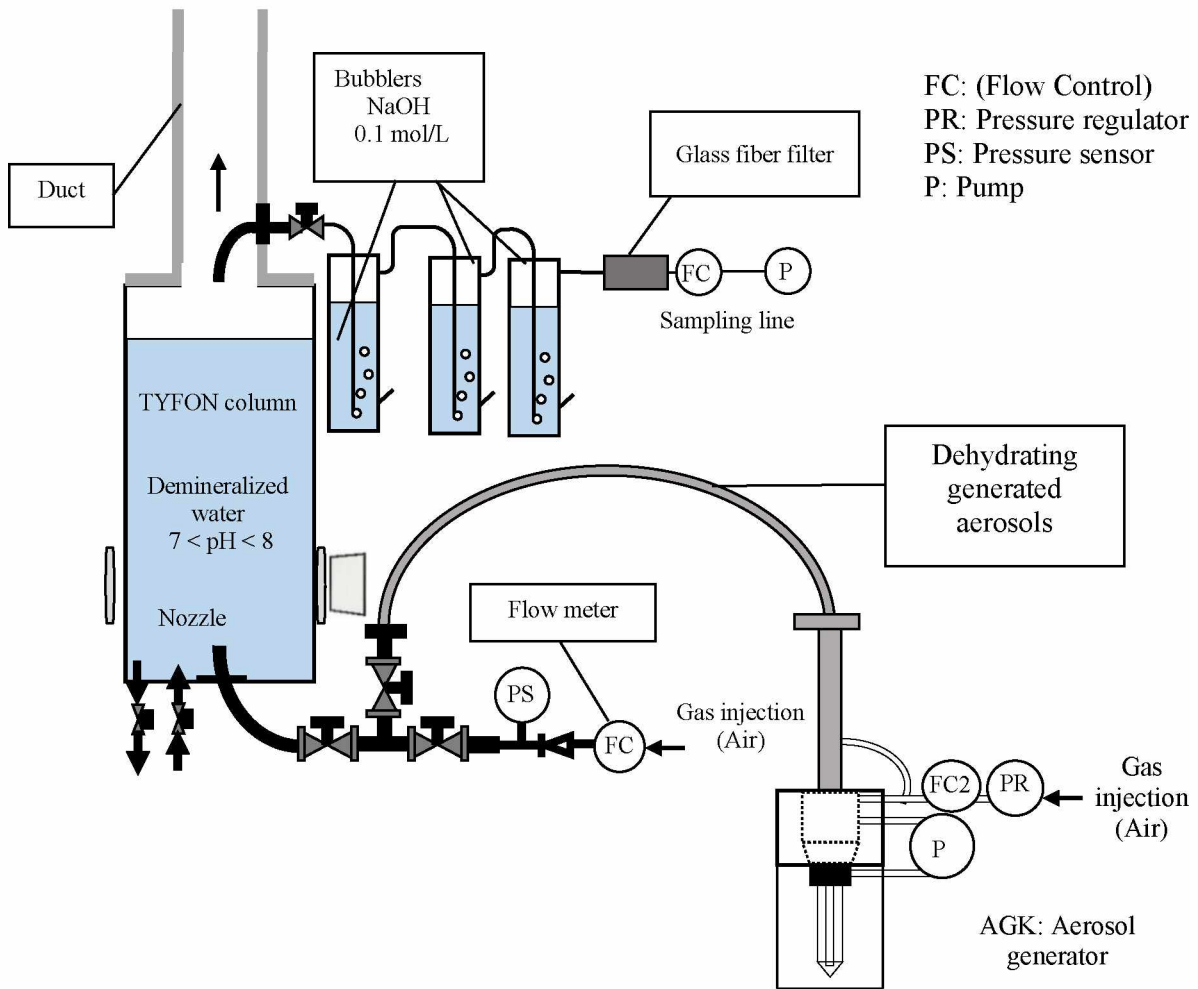 Bubblers
NaOH
0.1 mol/L
FC: (Flow Control)
PR: Pressure regulator
PS: Pressure sensor
P: Pump
Glass fiber filter
Duct
FC
P
Sampling line
TYFON column
Demineralized
water
7 < pH < 8
Nozzle
Dehydrating
generated
aerosols
Flow meter
PS
FC
Gas injection
(Air)
FC2
PR
P
Gas
injection
(Air)
AGK: Aerosol
generator